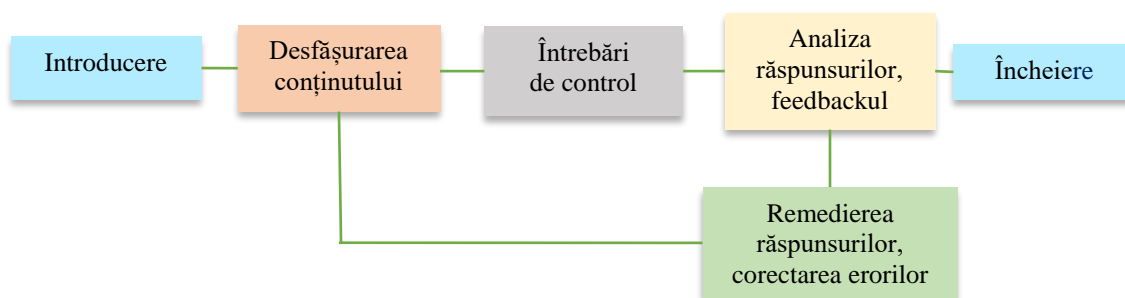 Introducere
Desfășurarea
conținutului
Întrebări
de control
Analiza
răspunsurilor,
feedbackul
Încheiere
Remedierea
răspunsurilor,
corectarea erorilor